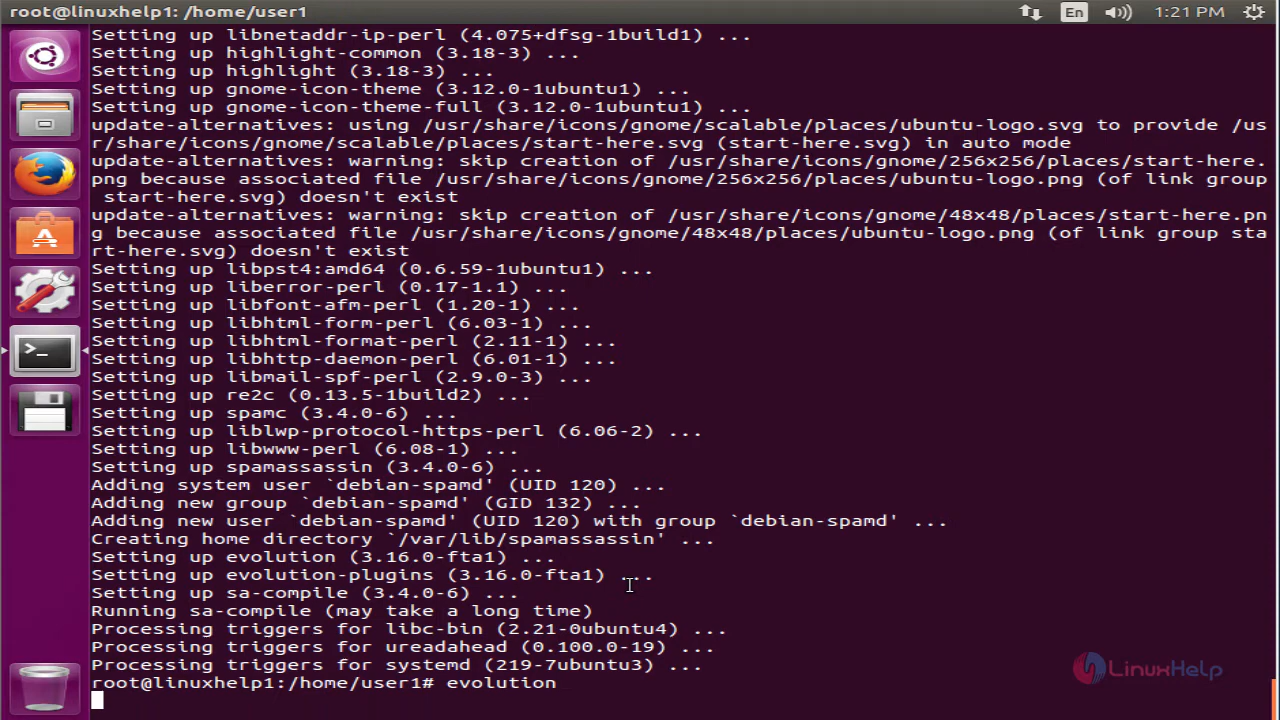 root@linuxhelp1: /home/user1
En
1:21 PM
Setting up libnetaddr-ip-perl (4.075+dfsg-1build1) ...
Setting up highlight-common (3.18-3) ...
Setting up highlight (3.18-3) ...
Setting up gnome-icon-theme (3.12.0-1ubuntu1) ...
Setting up gnome-icon-theme-full (3.12.0-1ubuntu1) ...
update-alternatives: using /usr/share/icons/gnome/scalable/places/ubuntu-logo.svg to provide /us
r/share/icons/gnome/scalable/places/start-here.svg (start-here.svg) in auto mode
update-alternatives: warning: skip creation of /usr/share/icons/gnome/256x256/places/start-here.
png because associated file /usr/share/icons/gnome/256x256/places/ubuntu-logo.png (of link group
 start-here.svg) doesn't exist
update-alternatives: warning: skip creation of /usr/share/icons/gnome/48x48/places/start-here.pn
g because associated file /usr/share/icons/gnome/48x48/places/ubuntu-logo.png (of link group sta
rt-here.svg) doesn't exist
Setting up libpst4:amd64 (0.6.59-1ubuntu1) ...
Setting up liberror-perl (0.17-1.1) ...
Setting up libfont-afm-perl (1.20-1) ...
Setting up libhtml-form-perl (6.03-1) ...
Setting up libhtml-format-perl (2.11-1) ...
Setting up libhttp-daemon-perl (6.01-1) ...
Setting up libmail-spf-perl (2.9.0-3) ...
Setting up re2c (0.13.5-1build2) ...
Setting up spamc (3.4.0-6) ...
Setting up liblwp-protocol-https-perl (6.06-2) ...
Setting up libwww-perl (6.08-1) ...
Setting up spamassassin (3.4.0-6) ...
Adding system user `debian-spamd' (UID 120) ...
Adding new group `debian-spamd' (GID 132) ...
Adding new user `debian-spamd' (UID 120) with group `debian-spamd' ...
Creating home directory `/var/lib/spamassassin' ...
Setting up evolution (3.16.0-fta1) ...
Setting up evolution-plugins (3.16.0-fta1) ...
Setting up sa-compile (3.4.0-6) ...
Running sa-compile (may take a long time)
Processing triggers for libc-bin (2.21-0ubuntu4) ...
Processing triggers for ureadahead (0.100.0-19) ...
Processing triggers for systemd (219-7ubuntu3) ...
root@linuxhelp1:/home/user1# evolution
LinuxHelp